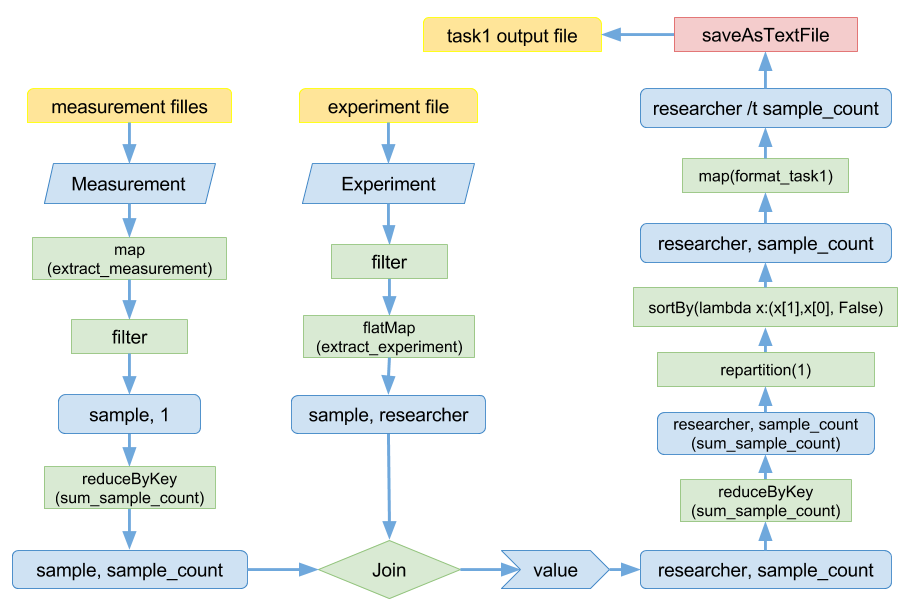 measurement filles
Measurement
map
(extract_measurement)
filter
sample, 1
reduceByKey
(sum_sample_count)
sample, sample_count
experiment file
Experiment
filter
flatMap
(extract_experiment)
sample, researcher
Join
value
researcher, sample_count
reduceByKey
(sum_sample_count)
researcher, sample_count
(sum_sample_count)
repartition(1)
sortBy(lambda x:(x[1],x[0], False)
researcher, sample_count
map(format_task1)
researcher /t sample_count
saveAsTextFile
task1 output file